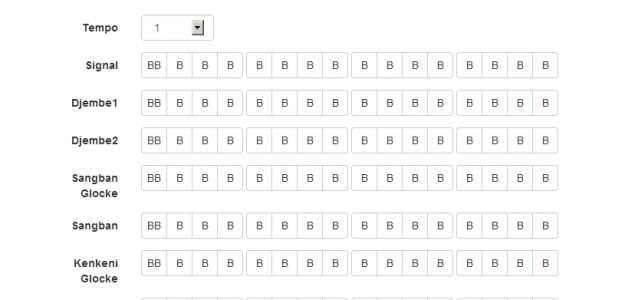 Tempo 1
Signal BB B B B B B B B B B B B B B B B
Djembe1 BB B B B B B B B B B B B B B B B
Djembe2 BB B B B B B B B B B B B B B B B
Sangban BB B B B B B B B B B B B B B B B
Glocke
Sangban BB B B B B B B B B B B B B B B B
Kenkeni BB B B B B B B B B B B B B B B B
Glocke